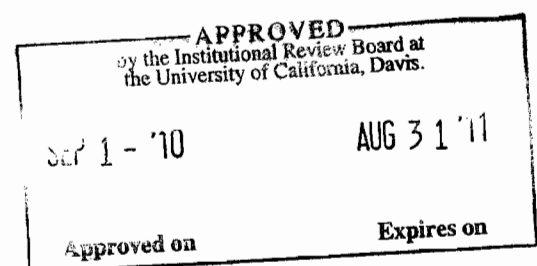 APPROVED
by the Institutional Review Board at
the University of California, Davis.
SEP 1 - '10 AUG 31 '11
Approved on Expires on